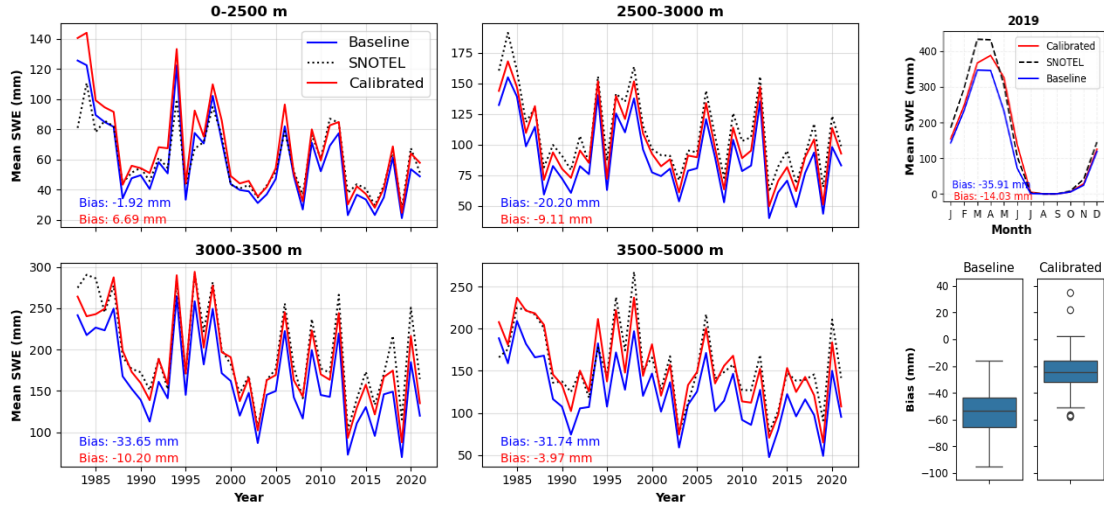 0-2500 m
Mean SWE (mm)
140
120
100
80
60
40
20
Baseline
SNOTEL
Calibrated
Bias: -1.92 mm
Bias: 6.69 mm
2500-3000 m
175
150
125
100
75
50
Bias: -20.20 mm
Bias: -9.11 mm
2019
Mean SWE (mm)
400
300
200
100
0
Calibrated
SNOTEL
Baseline
Bias: -35.91 mm
Bias: -14.03 mm
J F M A M J J A S O N D
Month
3000-3500 m
Mean SWE (mm)
300
250
200
150
100
Bias: -33.65 mm
Bias: -10.20 mm
1985 1990 1995 2000 2005 2010 2015 2020
Year
3500-5000 m
250
200
150
100
50
Bias: -31.74 mm
Bias: -3.97 mm
1985 1990 1995 2000 2005 2010 2015 2020
Year
Baseline
Calibrated
Bias (mm)
40
20
0
−20
−40
−60
−80
−100